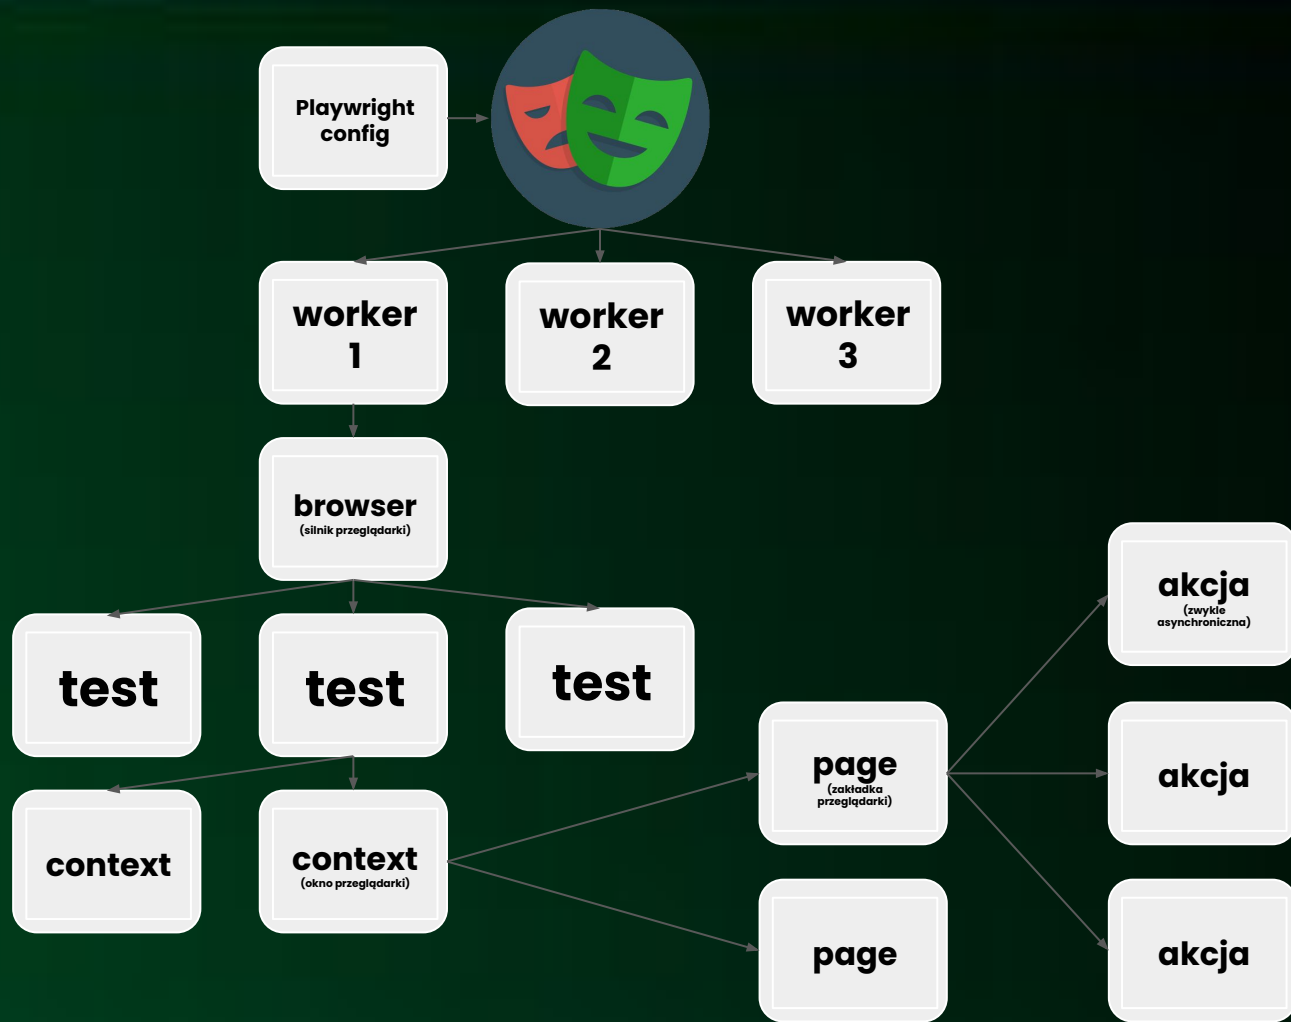 Playwright
config
worker
1
worker
2
worker
3
browser
(silnik przeglądarki)
test
test
test
context
context
(okno przeglądarki)
page
(zakładka
przeglądarki)
page
akcja
(zwykle
asynchroniczna)
akcja
akcja